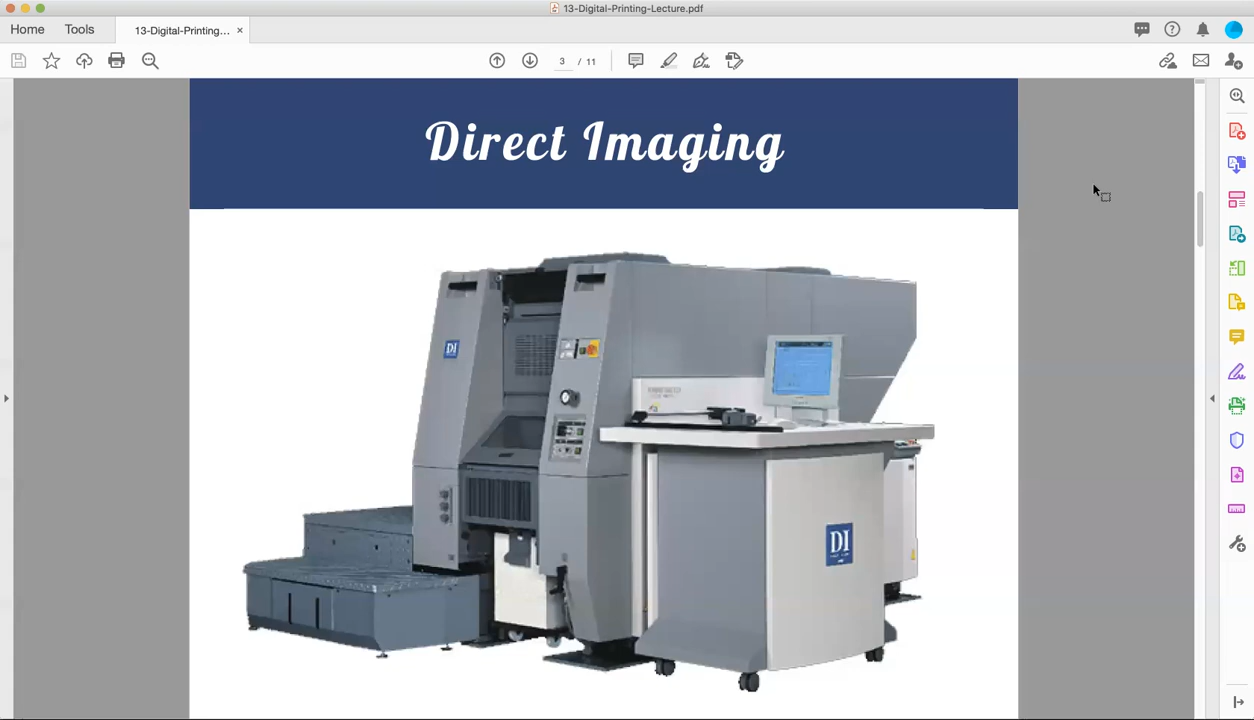 13-Digital-Printing-Lecture.pdf
Home
Tools
13-Digital-Printing...
3 / 11
Direct Imaging
DI
DI